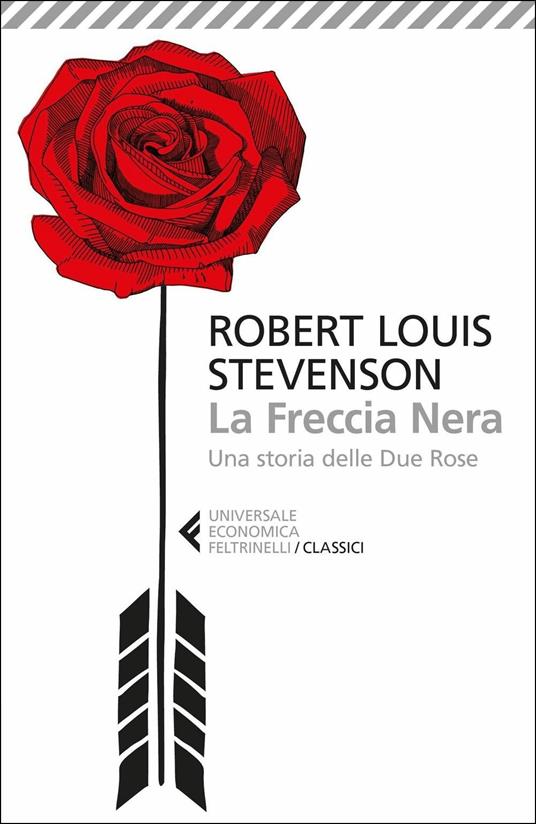 ROBERT LOUIS
STEVENSON
La Freccia Nera
Una storia delle Due Rose
UNIVERSALE
ECONOMICA
FELTRINELLI/CLASSICI